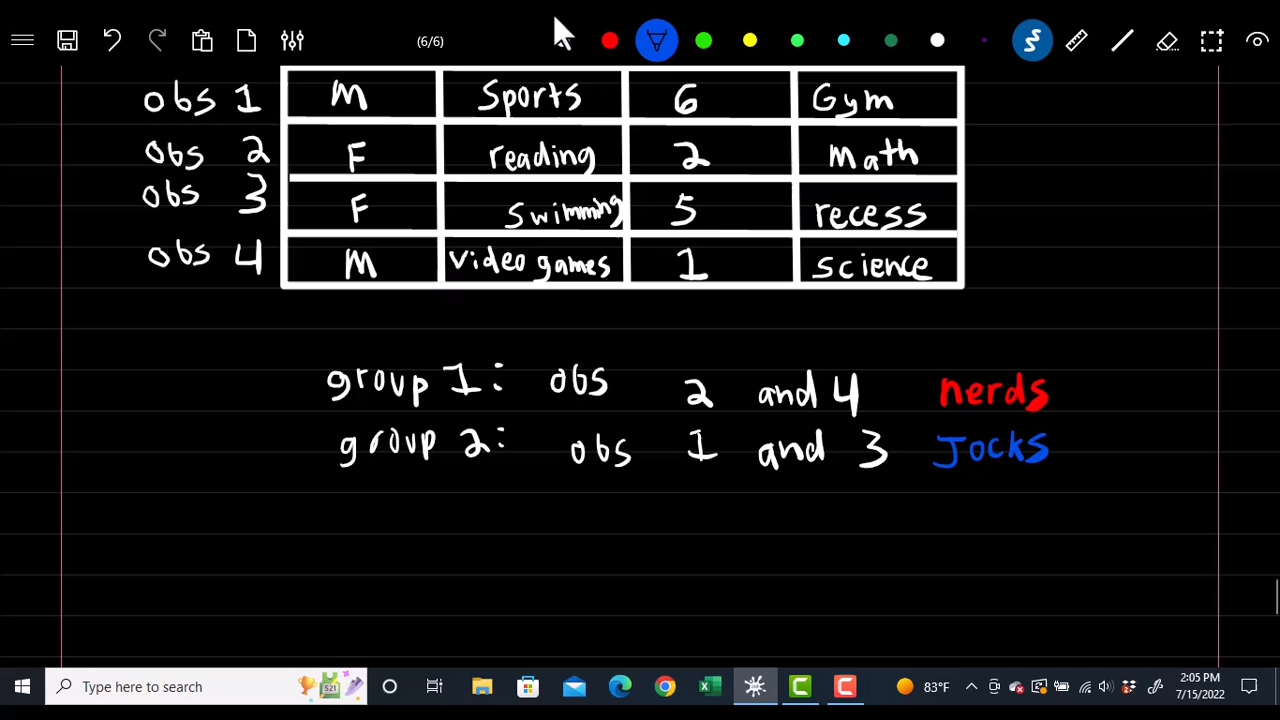 (6/6)
obs 1 M Sports 6 Gym
obs 2 F reading 2 Math
obs 3 F Swimming 5 recess
obs 4 M Video games 1 science
group 1: obs 2 and 4 nerds
group 2: obs 1 and 3 Jocks
Type here to search
521
83°F
2:05 PM
7/15/2022